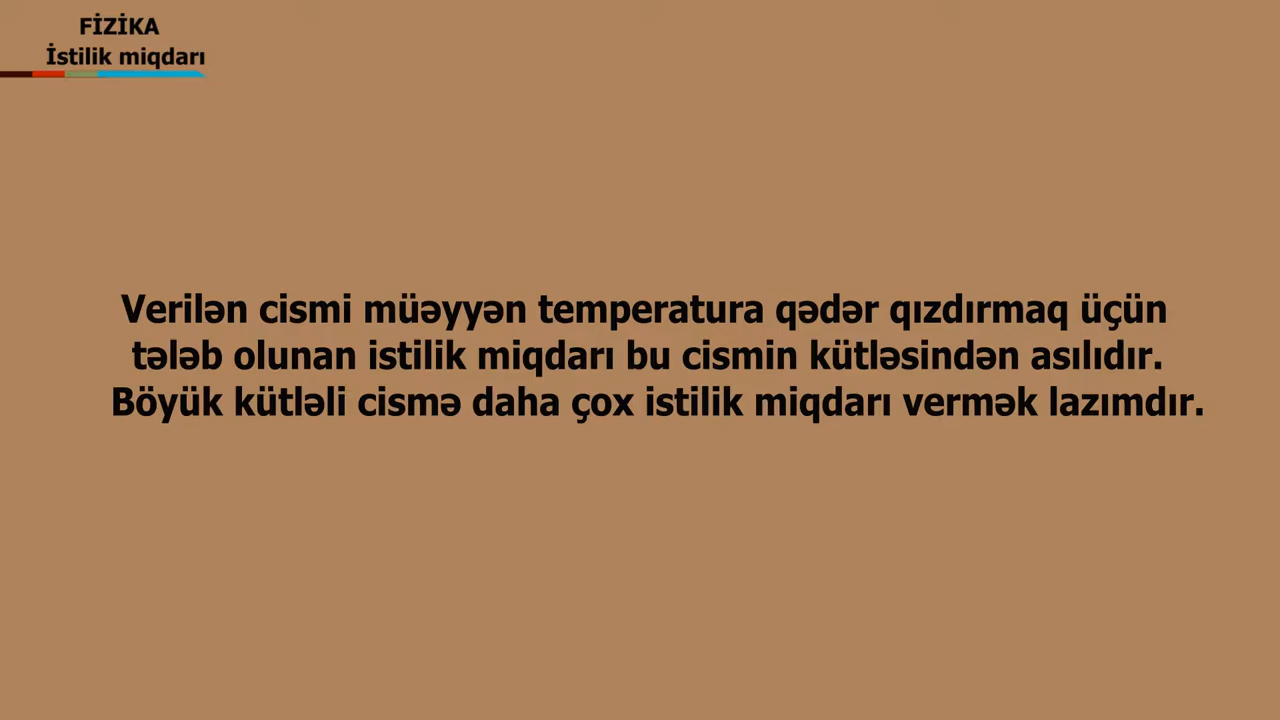 FİZİKA
İstilik miqdarı
Verilən cismi müəyyən temperatura qədər qızdırmaq üçün
tələb olunan istilik miqdarı bu cismin kütləsindən asılıdır.
Böyük kütləli cismə daha çox istilik miqdarı vermək lazımdır.